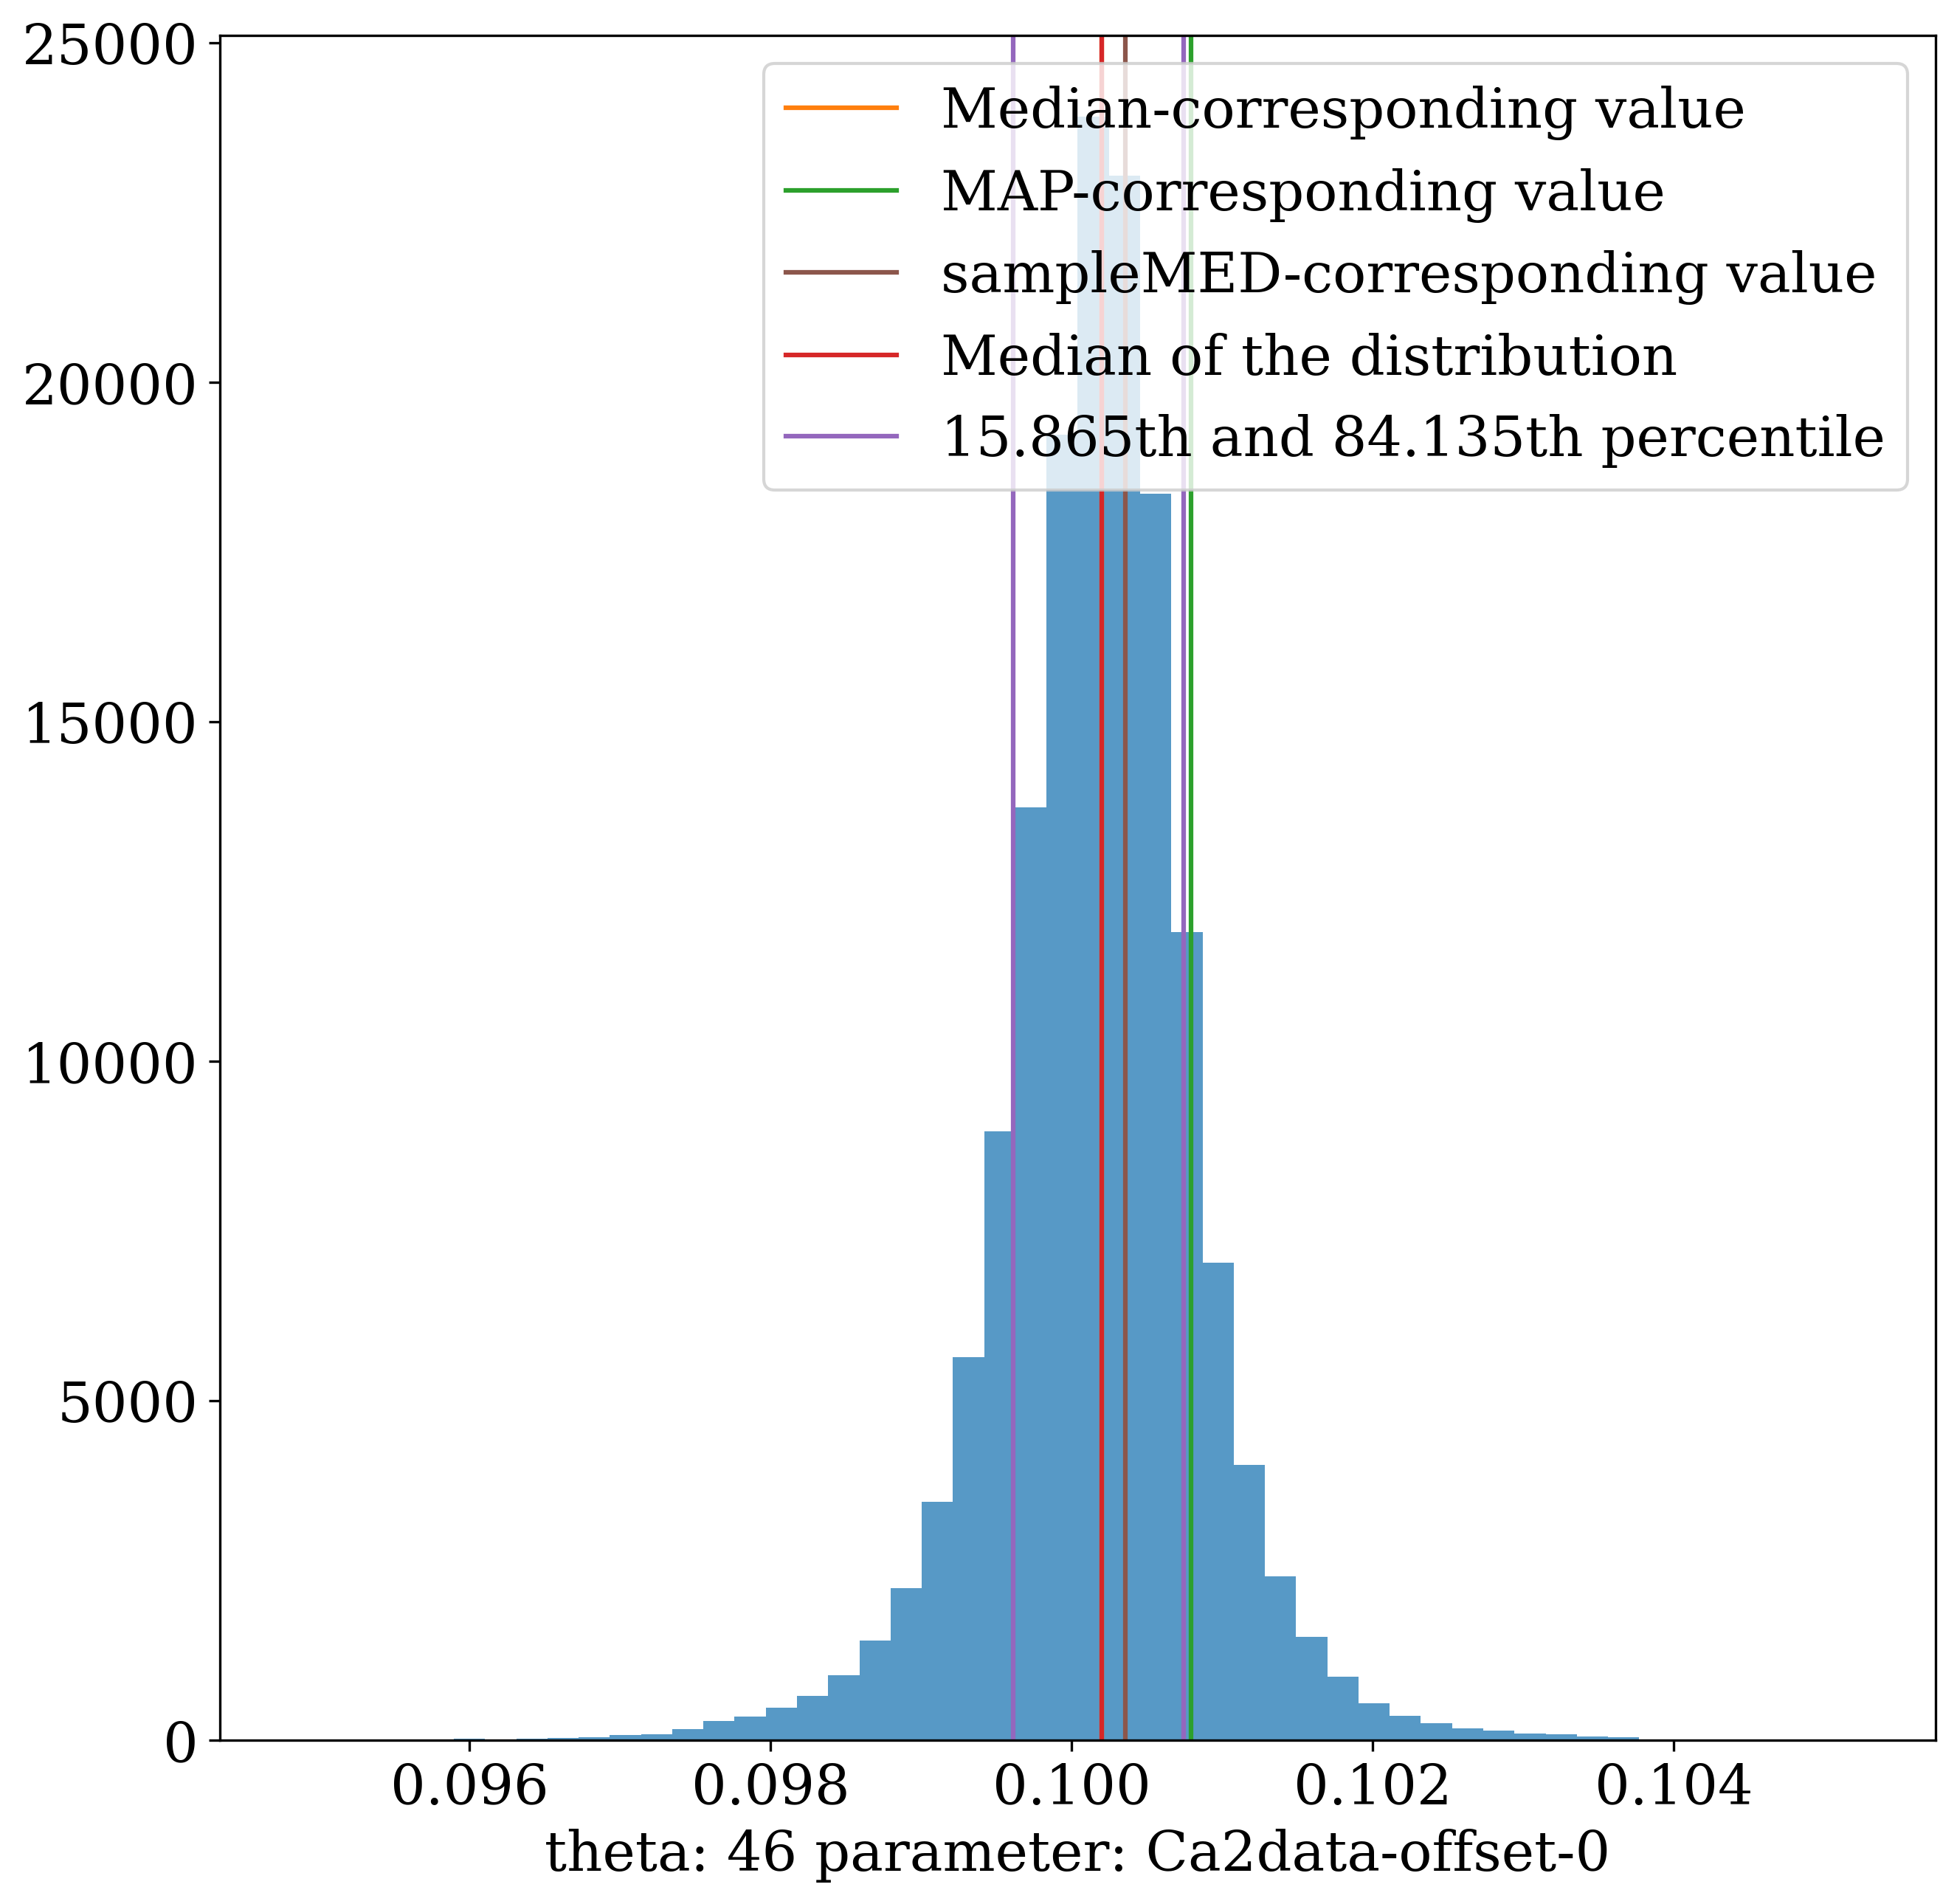 25000
20000
15000
10000
5000
0
Median-corresponding value
MAP-corresponding value
sampleMED-corresponding value
Median of the distribution
15.865th and 84.135th percentile
0.096 0.098 0.100 0.102 0.104
theta: 46 parameter: Ca2data-offset-0